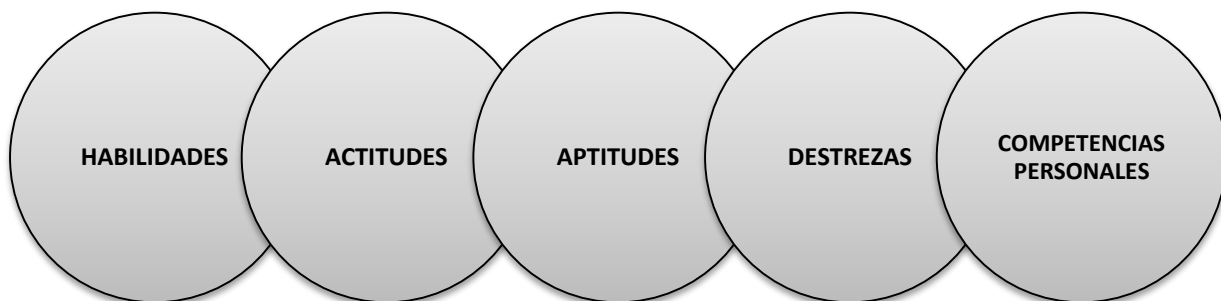 HABILIDADES
ACTITUDES
APTITUDES
DESTREZAS
COMPETENCIAS
PERSONALES